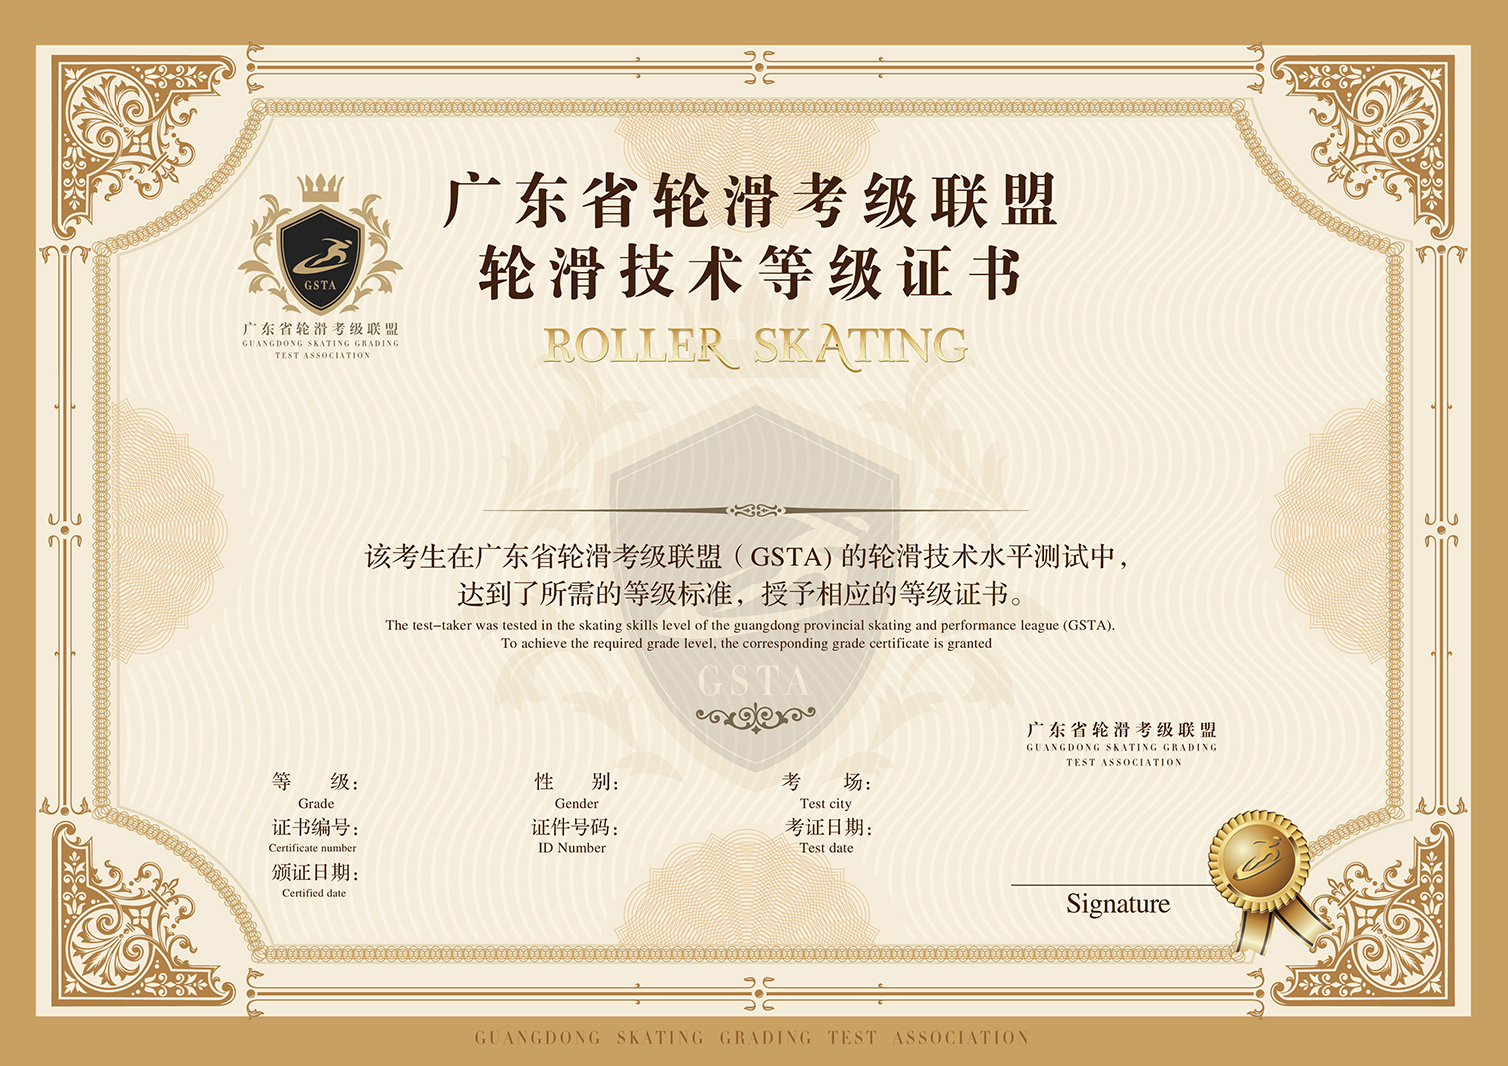 广东省轮滑考级联盟
轮滑技术等级证书
ROLLER SKATING
GSTA
广东省轮滑考级联盟
GUANGDONG SKATING GRADING
TEST ASSOCIATION
该考生在广东省轮滑考级联盟（GSTA)的轮滑技术水平测试中，
达到了所需的等级标准，授予相应的等级证书。
The test-taker was tested in the skating skills level of the guangdong provincial skating and performance league (GSTA).
To achieve the required grade level, the corresponding grade certificate is granted
GSTA
广东省轮滑考级联盟
GUANGDONG SKATING GRADING
TEST ASSOCIATION
等 级： 性 别： 考 场：
Grade Gender Test city
证书编号： 证件号码： 考证日期：
Certificate number ID Number Test date
颁证日期：
Certified date
Signature
GUANGDONG SKATING GRADING TEST ASSOCIATION